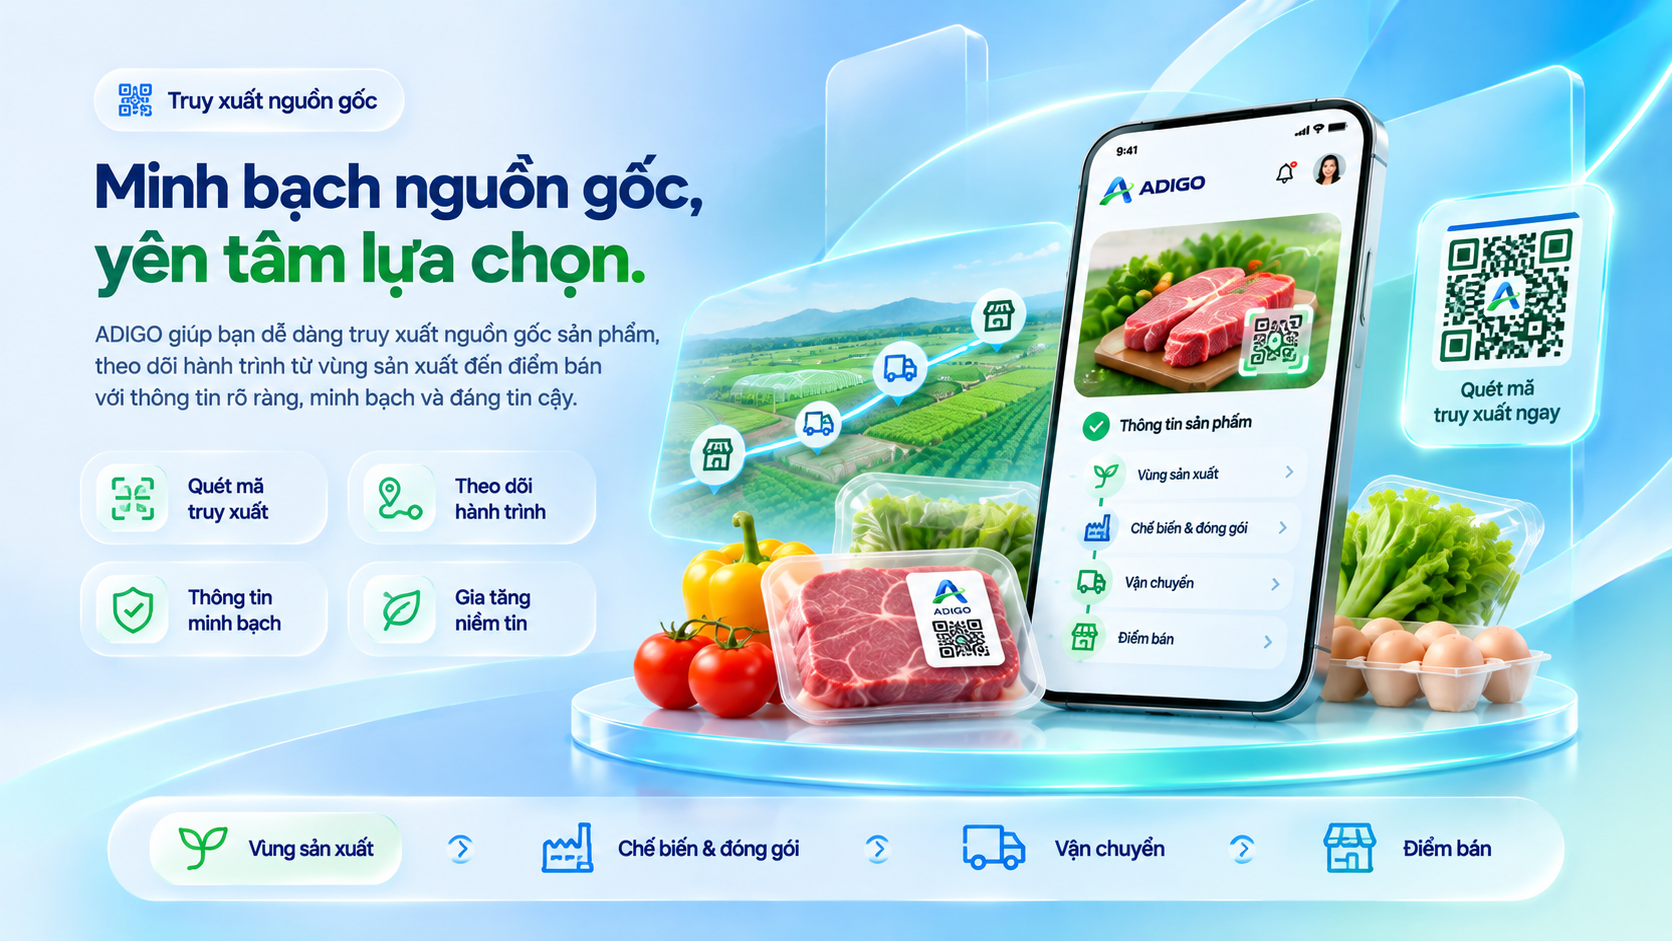 Truy xuất nguồn gốc
Minh bạch nguồn gốc,
yên tâm lựa chọn.
ADIGO giúp bạn dễ dàng truy xuất nguồn gốc sản phẩm,
theo dõi hành trình từ vùng sản xuất đến điểm bán
với thông tin rõ ràng, minh bạch và đáng tin cậy.
Quét mã
truy xuất
Theo dõi
hành trình
Thông tin
minh bạch
Gia tăng
niềm tin
ADIGO
9:41
ADIGO
Thông tin sản phẩm
Vùng sản xuất
Chế biến & đóng gói
Vận chuyển
Điểm bán
Quét mã
truy xuất ngay
Vùng sản xuất
Chế biến & đóng gói
Vận chuyển
Điểm bán